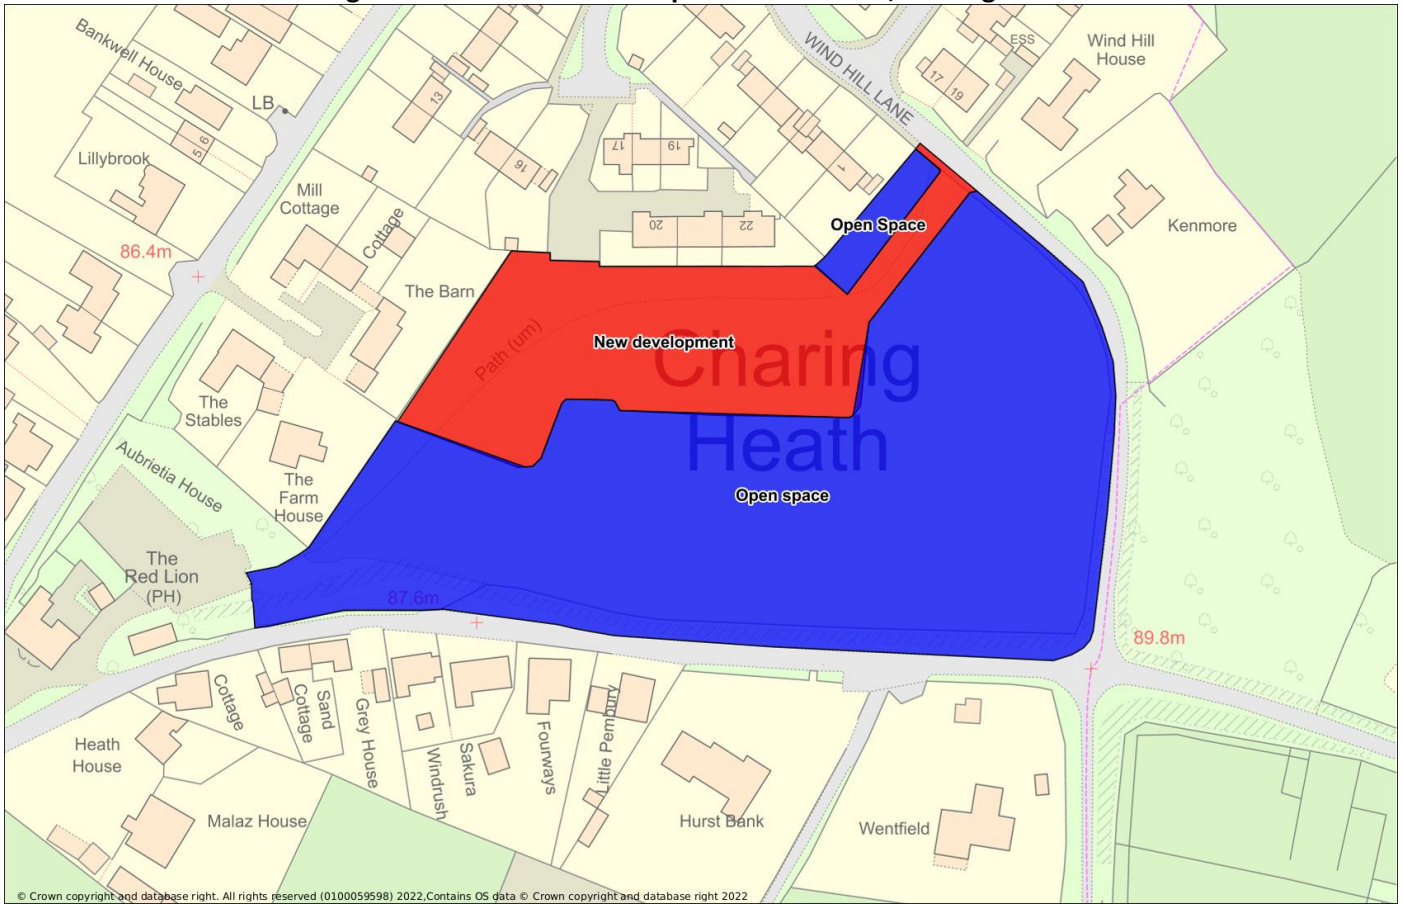 Bankwell House
LB
13
16
5
6
Lillybrook
Mill
Cottage
Cottage
86.4m
The Barn
The
Stables
Aubrietia House
The
Farm
House
The
Red Lion
(PH)
17
19
20
22
1
WIND HILL LANE
ESS
17
19
Wind Hill
House
Kenmore
Open Space
New development
Path (um)
Charing
Heath
Open space
87.6m
89.8m
Cottage
Sand
Cottage
Grey House
Windrush
Sakura
Fourways
Little Pembury
Heath
House
Malaz House
Hurst Bank
Wentfield
© Crown copyright and database right. All rights reserved (0100059598) 2022,Contains OS data © Crown copyright and database right 2022